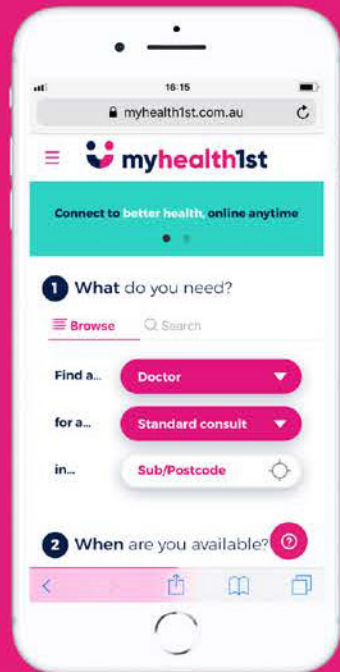 16:15
myhealth1st.com.au
myhealth1st
Connect to better health, online anytime
1 What do you need?
Browse Search
Find a... Doctor
for a... Standard consult
in... Sub/Postcode
2 When are you available? ?